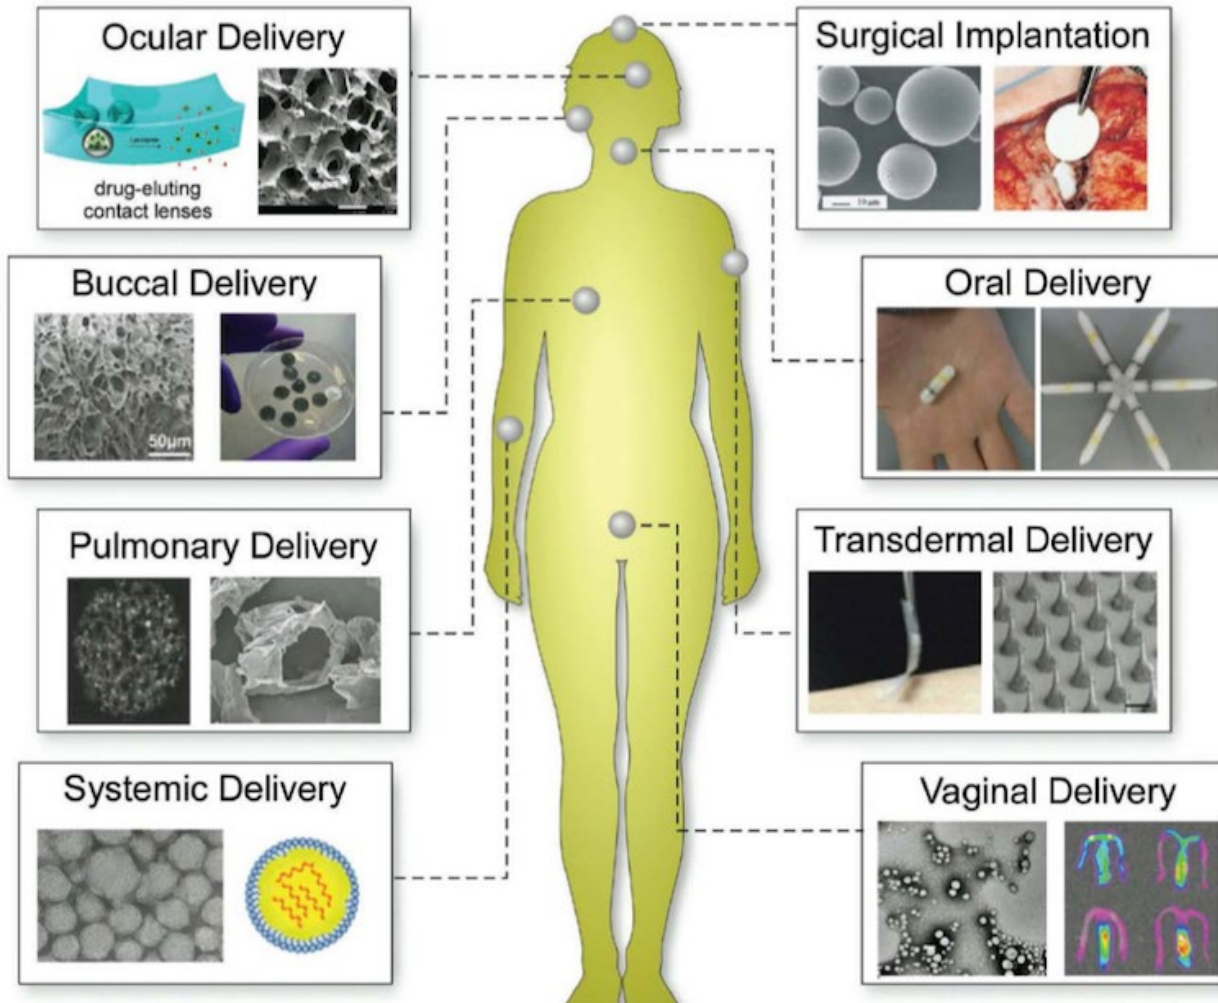 Ocular Delivery
drug-eluting
contact lenses
Surgical Implantation
Buccal Delivery
50μm
Oral Delivery
Pulmonary Delivery
Transdermal Delivery
Systemic Delivery
Vaginal Delivery